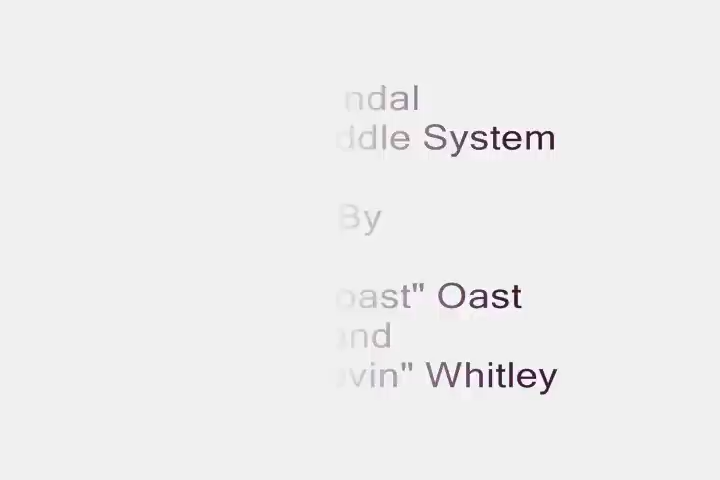 ndal
ddle System
By
oast" Oast
and
vin" Whitley